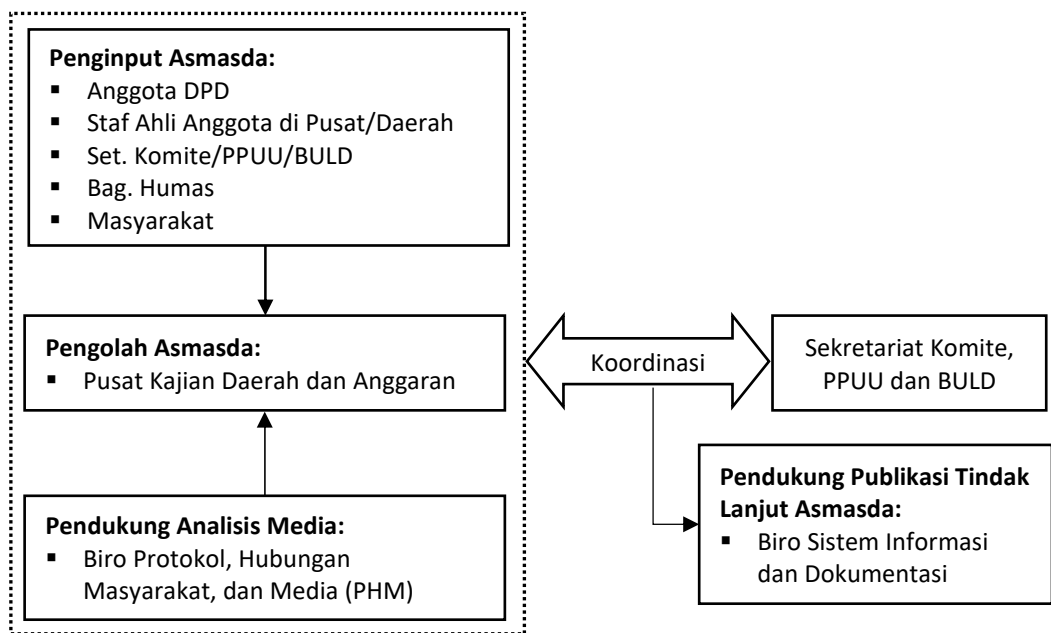 Penginput Asmasda:
▪ Anggota DPD
▪ Staf Ahli Anggota di Pusat/Daerah
▪ Set. Komite/PPUU/BULD
▪ Bag. Humas
▪ Masyarakat
Pengolah Asmasda:
▪ Pusat Kajian Daerah dan Anggaran
Pendukung Analisis Media:
▪ Biro Protokol, Hubungan
Masyarakat, dan Media (PHM)
Koordinasi
Sekretariat Komite,
PPUU dan BULD
Pendukung Publikasi Tindak
Lanjut Asmasda:
▪ Biro Sistem Informasi
dan Dokumentasi